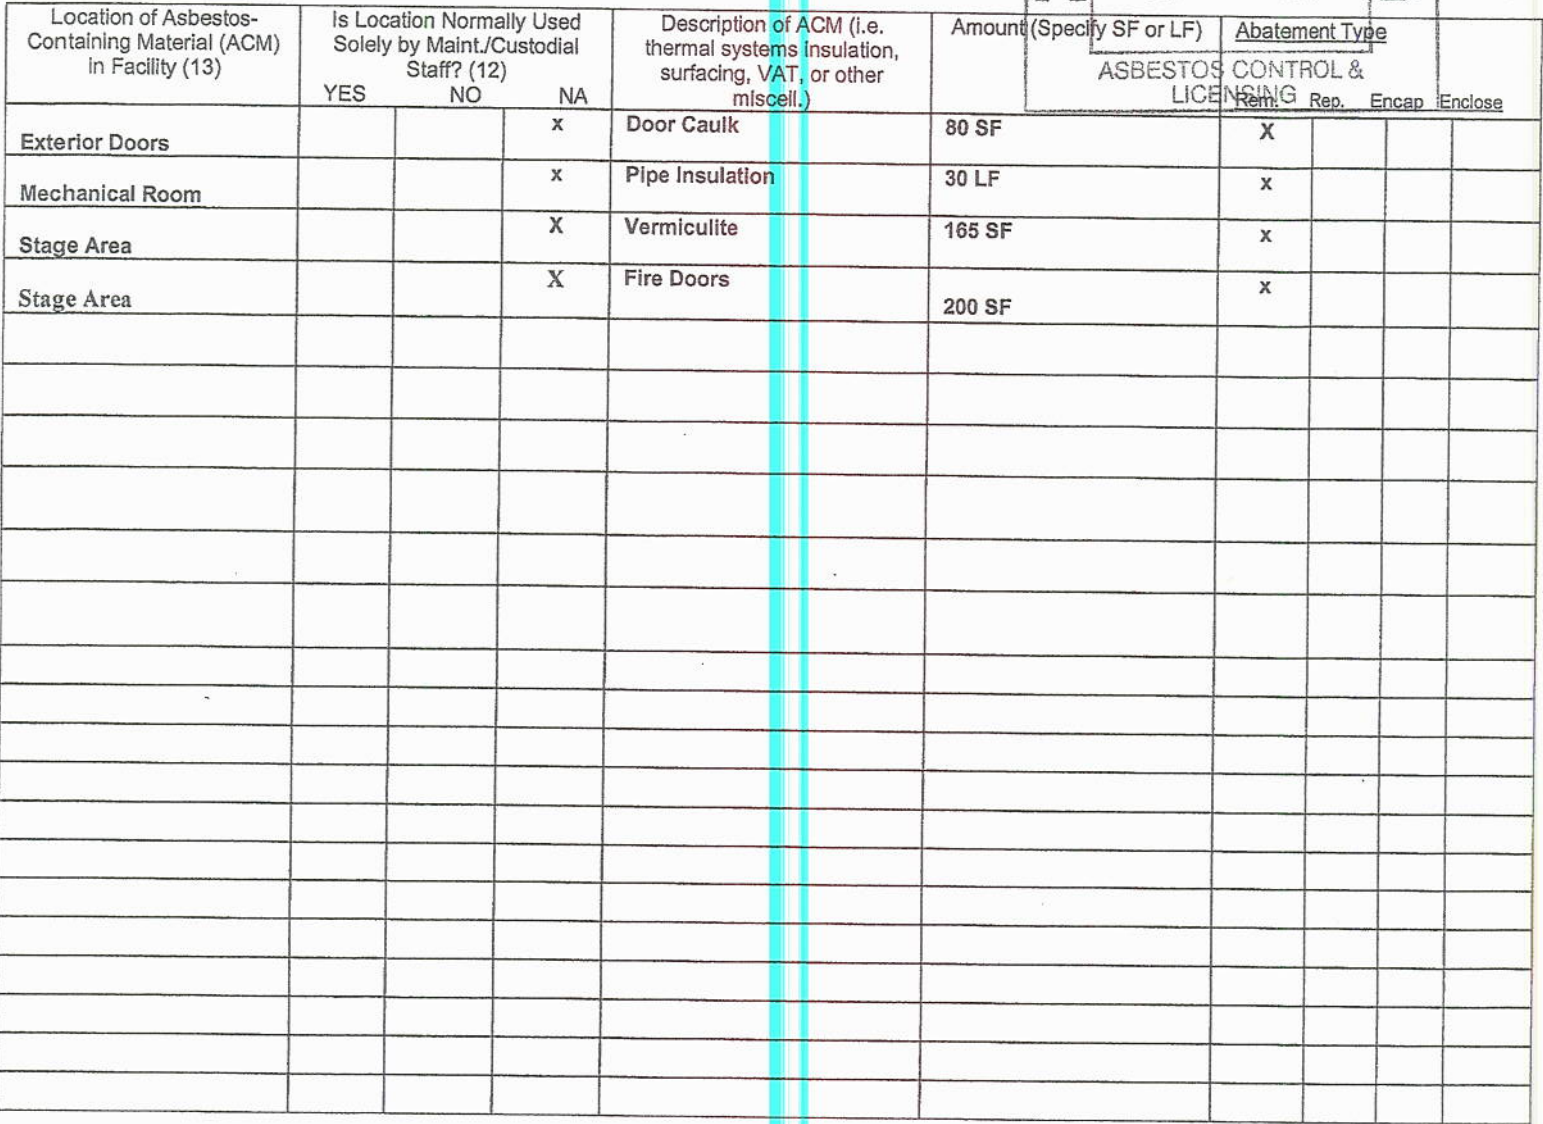 Location of Asbestos-
Containing Material (ACM)
in Facility (13)
Is Location Normally Used
Solely by Maint./Custodial
Staff? (12)
YES NO NA
Description of ACM (i.e.
thermal systems insulation,
surfacing, VAT, or other
miscell.)
Amount (Specify SF or LF)
Abatement Type
Rem. Rep. Encap Enclose
ASBESTOS CONTROL &
LICENSING
Exterior Doors x Door Caulk 80 SF X
Mechanical Room x Pipe Insulation 30 LF x
Stage Area X Vermiculite 165 SF x
Stage Area X Fire Doors 200 SF x